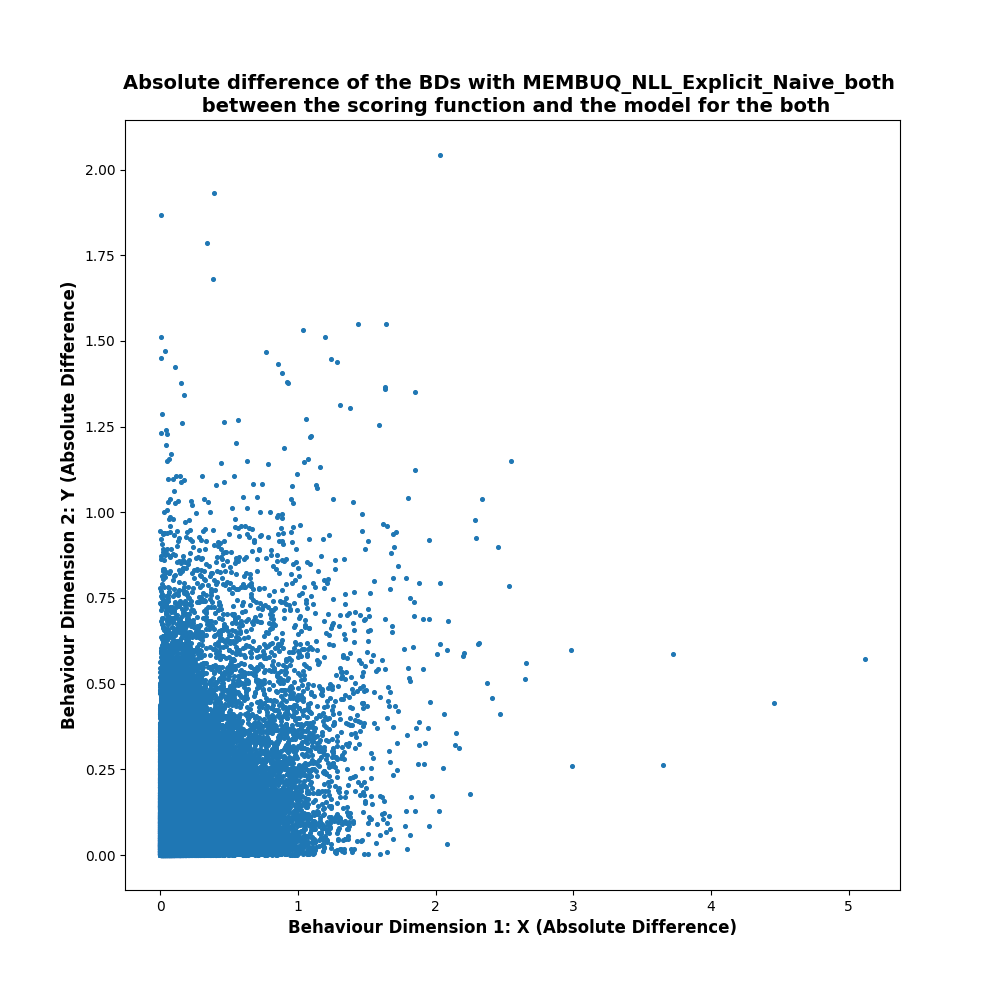 Absolute difference of the BDs with MEMBUQ_NLL_Explicit_Naive_both
between the scoring function and the model for the both
2.00
1.75
1.50
1.25
1.00
0.75
0.50
0.25
0.00
Behaviour Dimension 2: Y (Absolute Difference)
0 1 2 3 4 5
Behaviour Dimension 1: X (Absolute Difference)